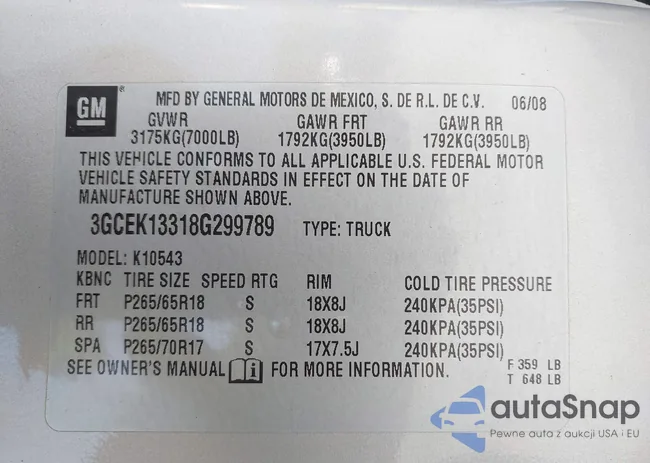 GM
MFD BY GENERAL MOTORS DE MEXICO, S. DE R.L. DE C.V. 06/08
GVWR GAWR FRT GAWR RR
3175KG(7000LB) 1792KG(3950LB) 1792KG(3950LB)
THIS VEHICLE CONFORMS TO ALL APPLICABLE U.S. FEDERAL MOTOR
VEHICLE SAFETY STANDARDS IN EFFECT ON THE DATE OF
MANUFACTURE SHOWN ABOVE.
3GCEK13318G299789 TYPE: TRUCK
MODEL: K10543
KBNC TIRE SIZE SPEED RTG RIM COLD TIRE PRESSURE
FRT P265/65R18 S 18X8J 240KPA(35PSI)
RR P265/65R18 S 18X8J 240KPA(35PSI)
SPA P265/70R17 S 17X7.5J 240KPA(35PSI)
SEE OWNER'S MANUAL i FOR MORE INFORMATION.
F 359 LB
T 648 LB
autaSnap
Pewne auta z aukcji USA i EU